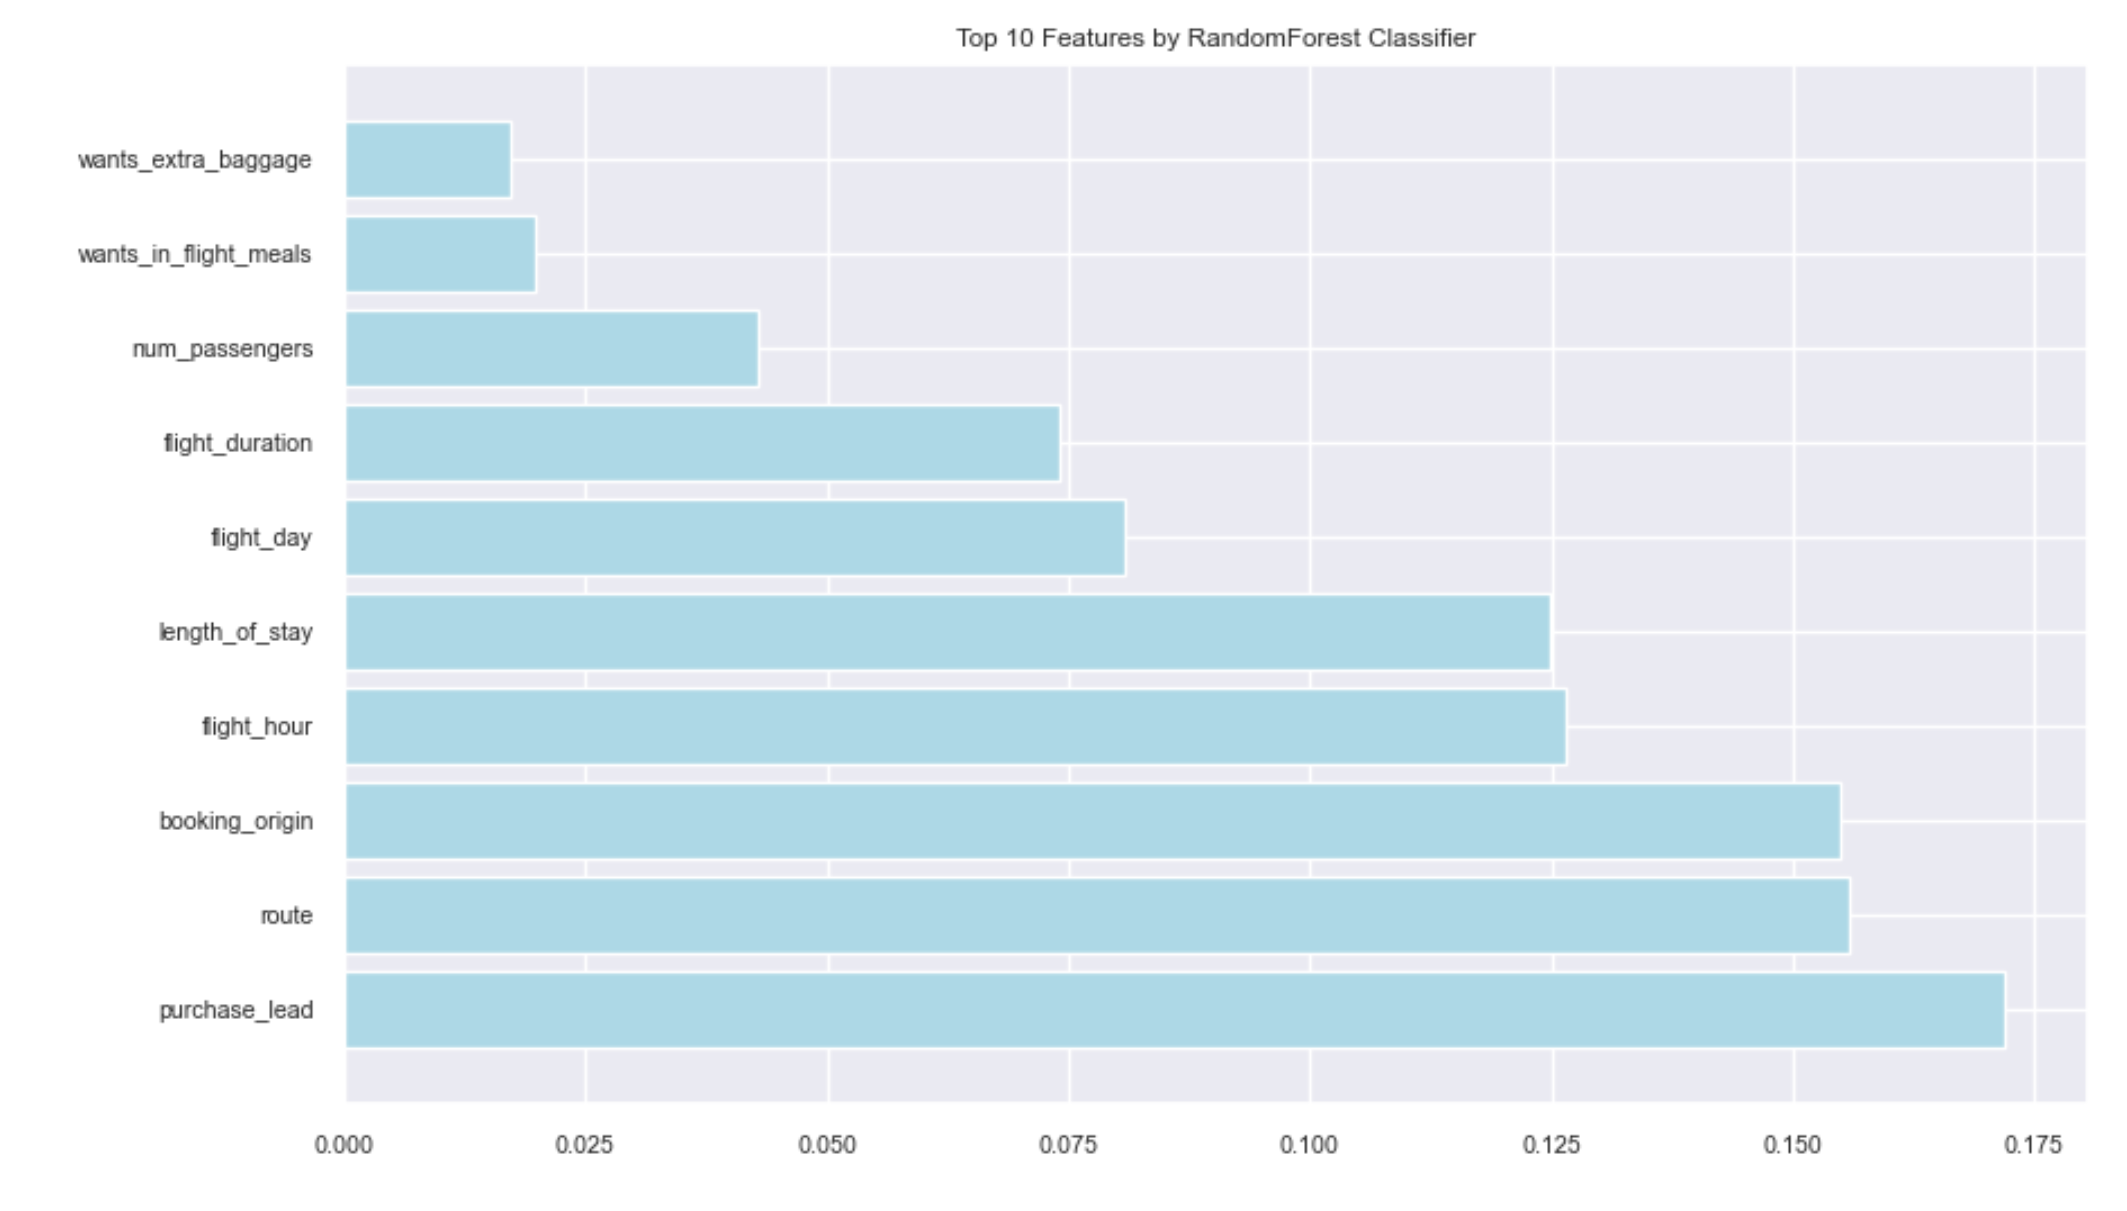 Top 10 Features by RandomForest Classifier
wants_extra_baggage
wants_in_flight_meals
num_passengers
flight_duration
flight_day
length_of_stay
flight_hour
booking_origin
route
purchase_lead
0.000 0.025 0.050 0.075 0.100 0.125 0.150 0.175